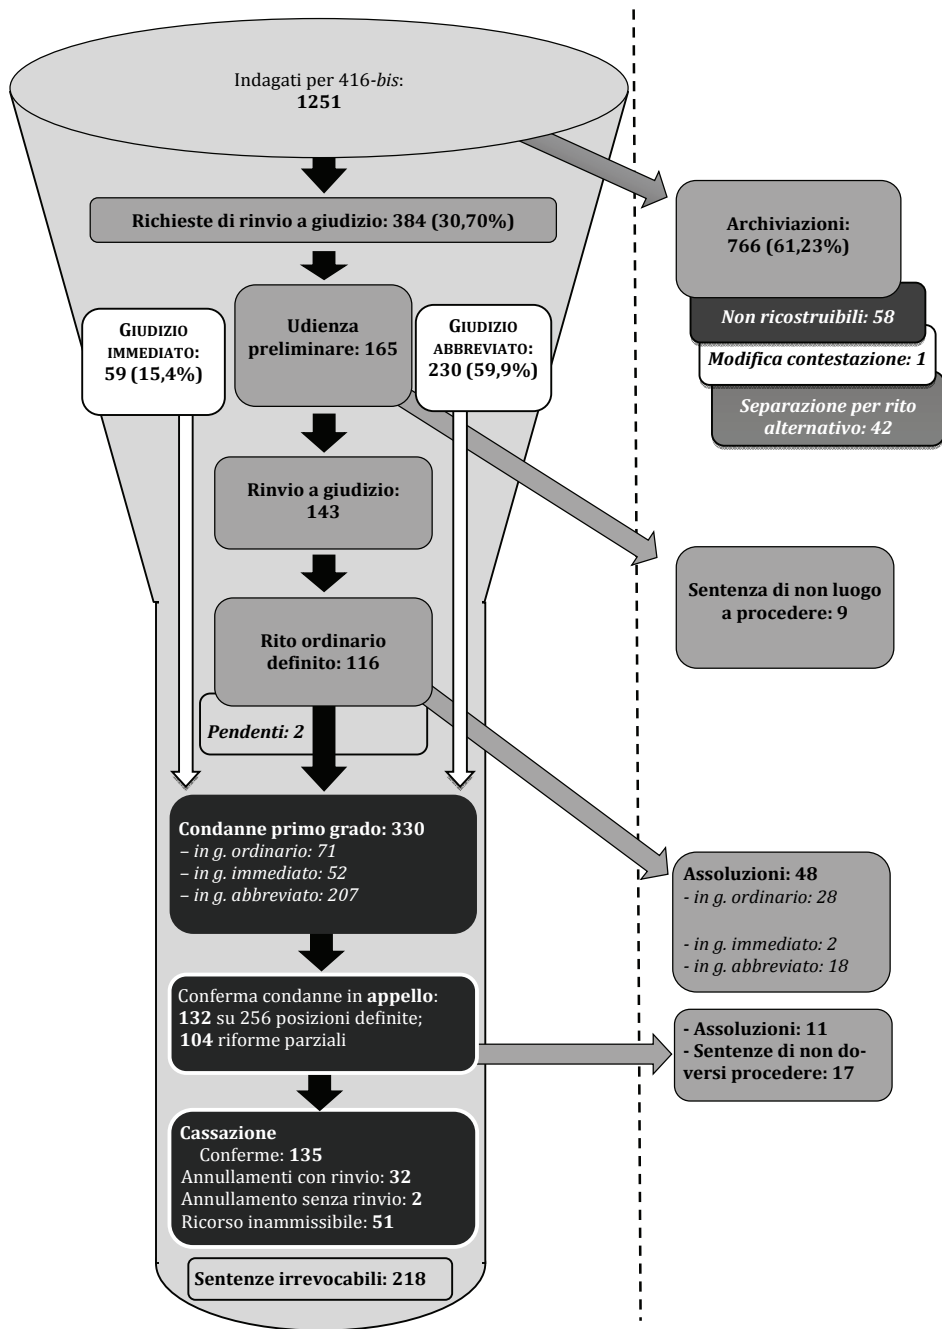 Indagati per 416-bis:
1251
Richieste di rinvio a giudizio: 384 (30,70%)
Archiviazioni:
766 (61,23%)
Non ricostruibili: 58
Modifica contestazione: 1
Separazione per rito
alternativo: 42
GIUDIZIO
IMMEDIATO:
59 (15,4%)
Udienza
preliminare: 165
GIUDIZIO
ABBREVIATO:
230 (59,9%)
Rinvio a giudizio:
143
Sentenza di non luogo
a procedere: 9
Rito ordinario
definito: 116
Pendenti: 2
Condanne primo grado: 330
– in g. ordinario: 71
– in g. immediato: 52
– in g. abbreviato: 207
Assoluzioni: 48
- in g. ordinario: 28
- in g. immediato: 2
- in g. abbreviato: 18
Conferma condanne in appello:
132 su 256 posizioni definite;
104 riforme parziali
- Assoluzioni: 11
- Sentenze di non do-
versi procedere: 17
Cassazione
Conferme: 135
Annullamenti con rinvio: 32
Annullamento senza rinvio: 2
Ricorso inammissibile: 51
Sentenze irrevocabili: 218